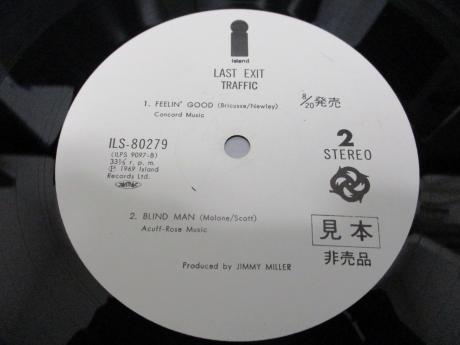 island
LAST EXIT
TRAFFIC
1. FEELIN' GOOD (Bricusse/Newley)
Concord Music
8/20発売
ILS-80279
(ILPS 9097-B)
33⅓ r. p. m.
Ⓟ 1969 Island
Records Ltd.
2
STEREO
2. BLIND MAN (Malone/Scott)
Acuff-Rose Music
見本
非売品
Produced by JIMMY MILLER